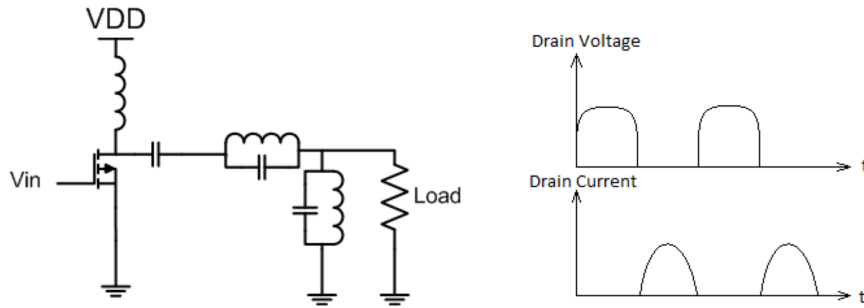 VDD
Vin
Load
Drain Voltage
t
Drain Current
t